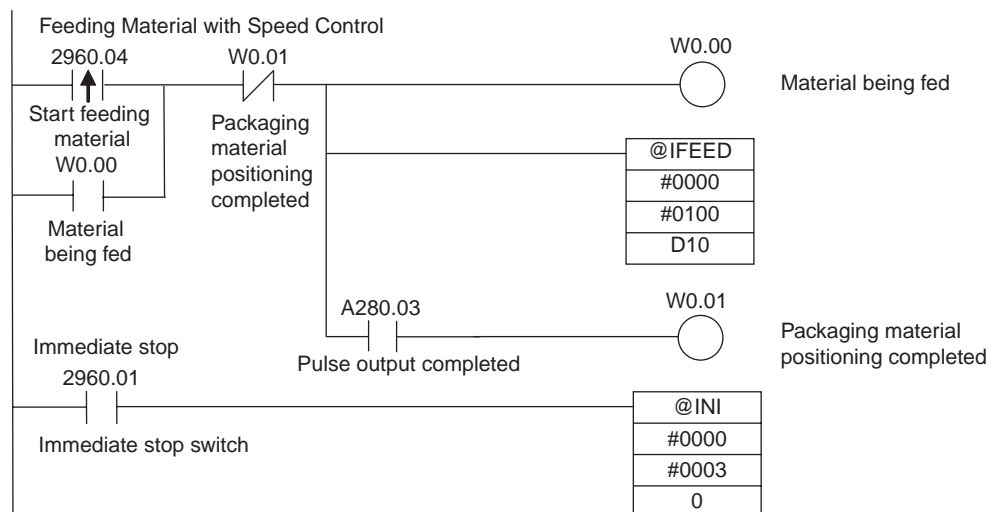 Feeding Material with Speed Control
2960.04
W0.01
W0.00
Material being fed
Start feeding
material
Packaging
material
positioning
completed
W0.00
Material
being fed
@IFEED
#0000
#0100
D10
A280.03
W0.01
Pulse output completed
Packaging material
positioning completed
Immediate stop
2960.01
Immediate stop switch
@INI
#0000
#0003
0